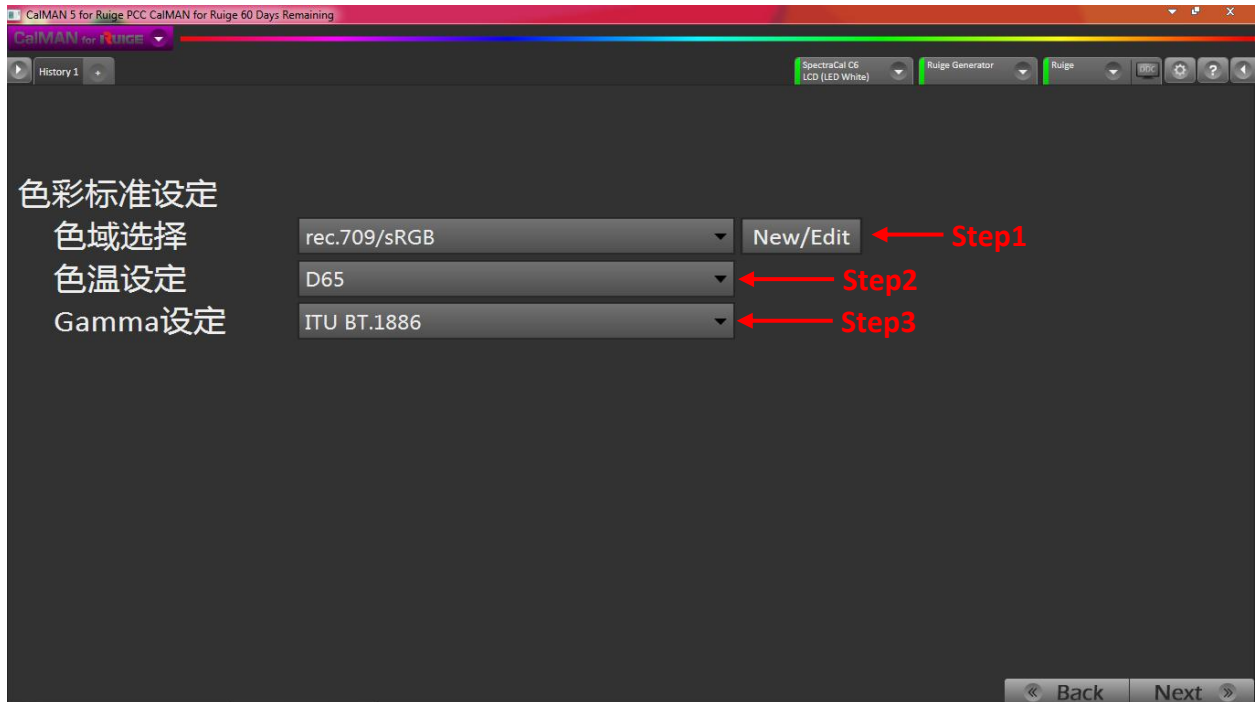 CalMAN 5 for Ruige PCC CalMAN for Ruige 60 Days Remaining
CalMAN for RUIGE
History 1
SpectraCal C6
LCD (LED White)
Ruige Generator
Ruige
DDC
?
色彩标准设定
色域选择 rec.709/sRGB New/Edit Step1
色温设定 D65 Step2
Gamma设定 ITU BT.1886 Step3
Back Next